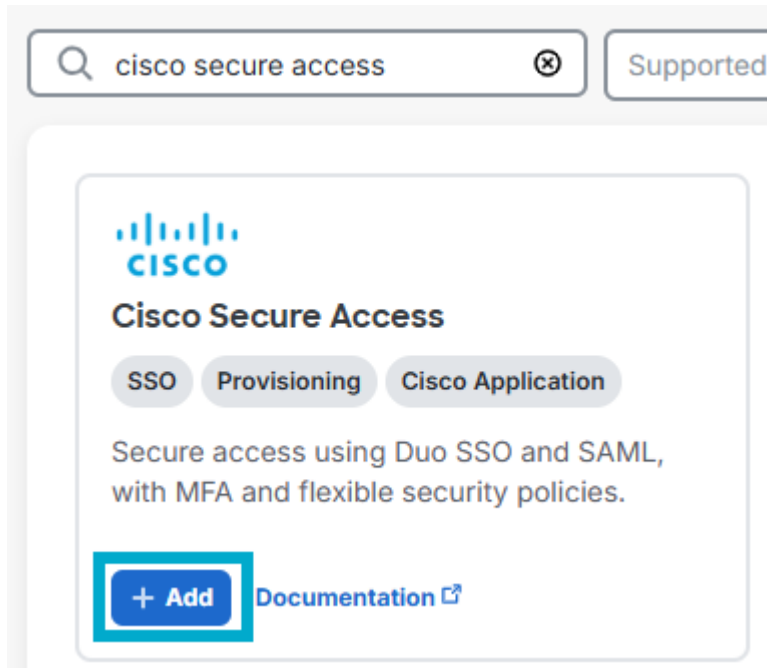 cisco secure access
Supported
CISCO
Cisco Secure Access
SSO Provisioning Cisco Application
Secure access using Duo SSO and SAML,
with MFA and flexible security policies.
+ Add Documentation